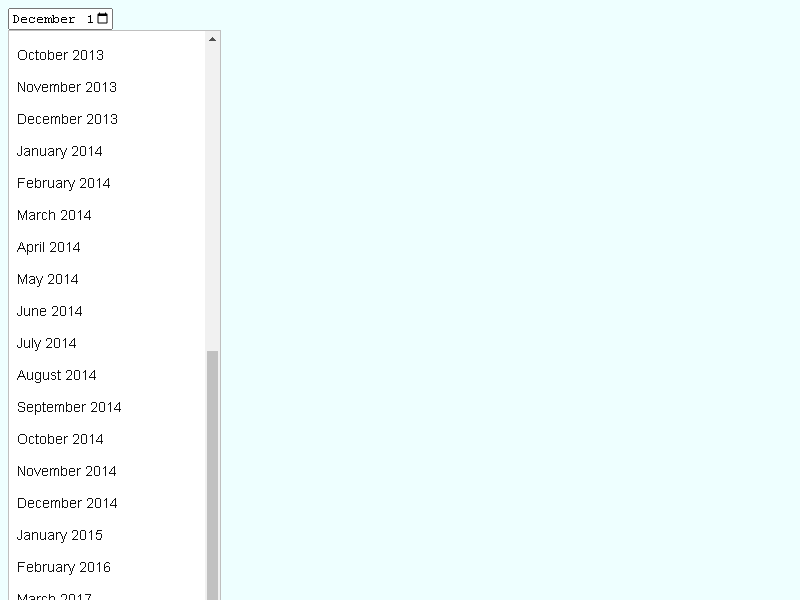 December 1
October 2013
November 2013
December 2013
January 2014
February 2014
March 2014
April 2014
May 2014
June 2014
July 2014
August 2014
September 2014
October 2014
November 2014
December 2014
January 2015
February 2016
March 2017